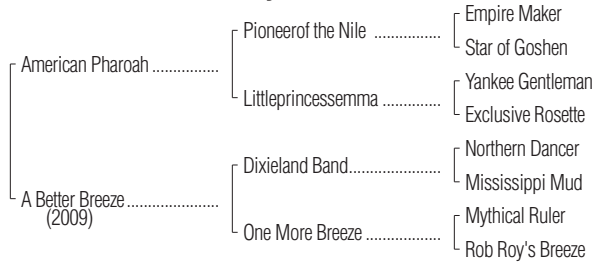 Empire Maker
Pioneerof the Nile ................
Star of Goshen
American Pharoah ................
Yankee Gentleman
Littleprincessemma ..............
Exclusive Rosette
Northern Dancer
Dixieland Band.....................
Mississippi Mud
A Better Breeze ......................
(2009)
Mythical Ruler
One More Breeze ..................
Rob Roy's Breeze